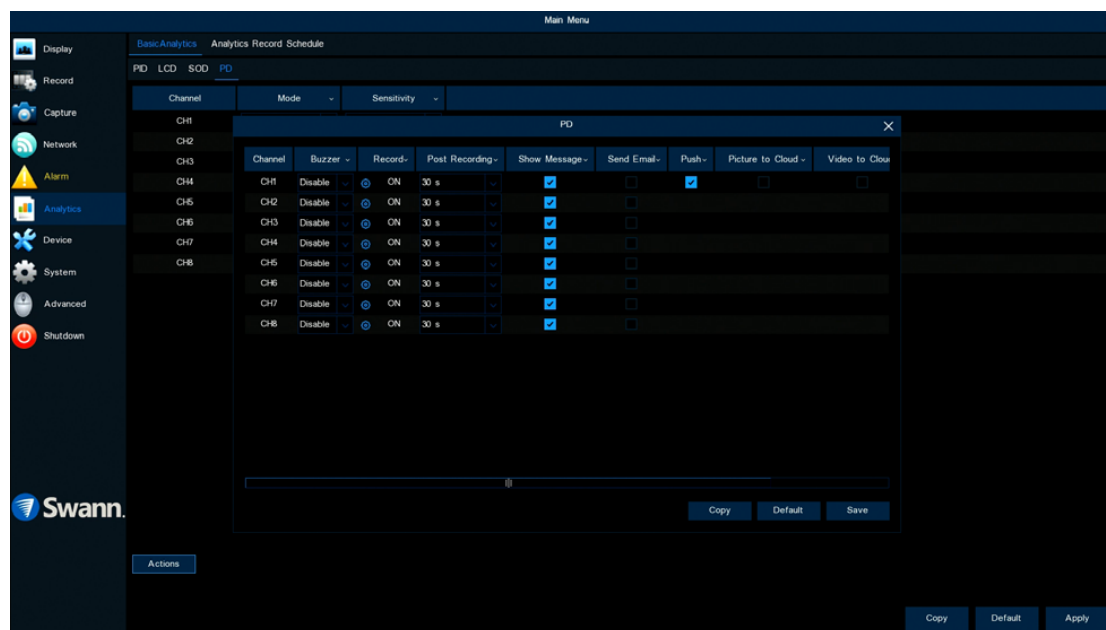 Main Menu
Display
Record
Capture
Network
Alarm
Analytics
Device
System
Advanced
Shutdown
Swann.
BasicAnalytics Analytics Record Schedule
PID LCD SOD PD
Channel Mode Sensitivity
CH1
CH2
CH3
CH4
CH5
CH6
CH7
CH8
PD
Channel Buzzer Record Post Recording Show Message Send Email Push Picture to Cloud Video to Clou
CH1 Disable ON 30 s
CH2 Disable ON 30 s
CH3 Disable ON 30 s
CH4 Disable ON 30 s
CH5 Disable ON 30 s
CH6 Disable ON 30 s
CH7 Disable ON 30 s
CH8 Disable ON 30 s
Copy Default Save
Actions
Copy Default Apply